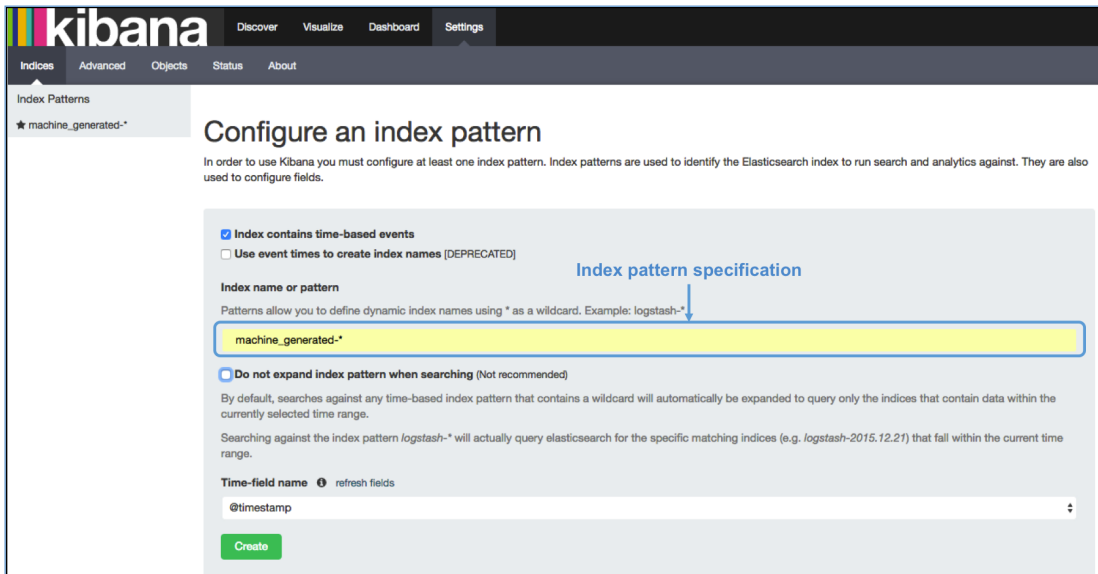 kibana Discover Visualize Dashboard Settings
Indices Advanced Objects Status About
Index Patterns
machine_generated-*
Configure an index pattern
In order to use Kibana you must configure at least one index pattern. Index patterns are used to identify the Elasticsearch index to run search and analytics against. They are also
used to configure fields.
Index contains time-based events
Use event times to create index names [DEPRECATED]
Index pattern specification
Index name or pattern
Patterns allow you to define dynamic index names using * as a wildcard. Example: logstash-*
machine_generated-*
Do not expand index pattern when searching (Not recommended)
By default, searches against any time-based index pattern that contains a wildcard will automatically be expanded to query only the indices that contain data within the
currently selected time range.
Searching against the index pattern logstash-* will actually query elasticsearch for the specific matching indices (e.g. logstash-2015.12.21) that fall within the current time
range.
Time-field name refresh fields
@timestamp
Create